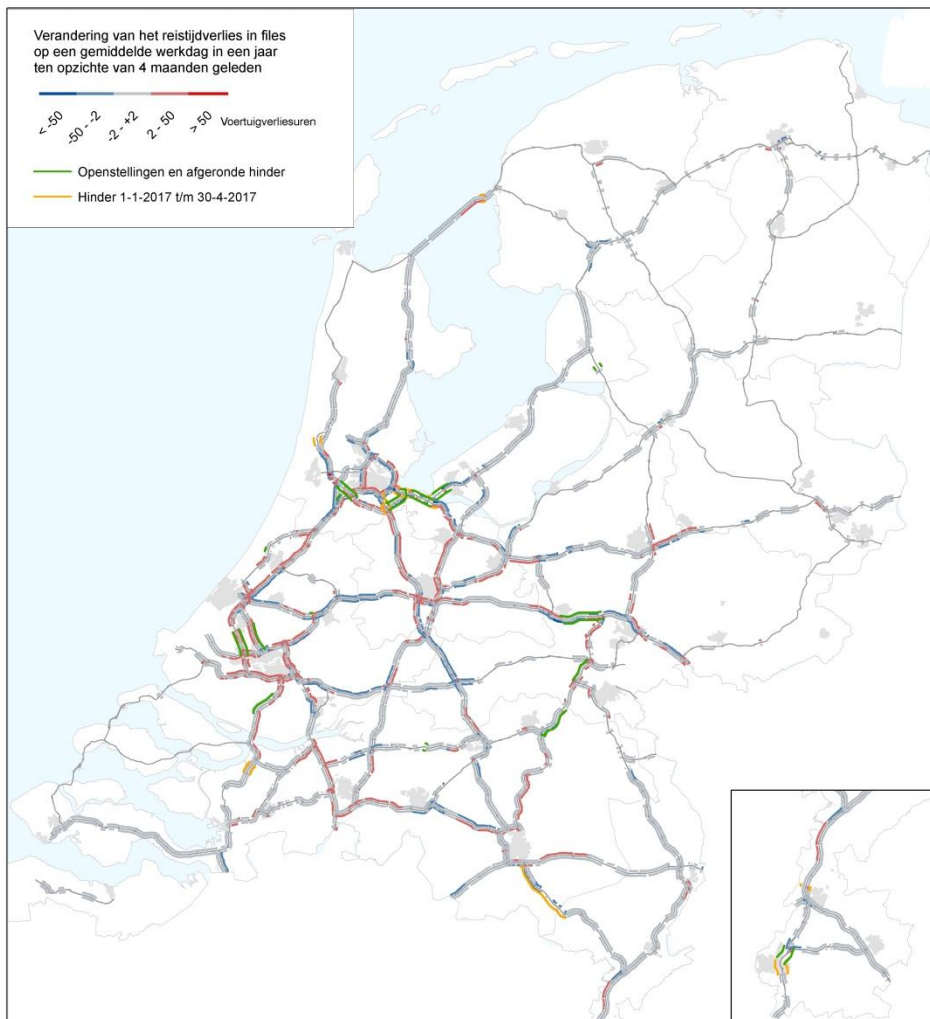 Verandering van het reistijdverlies in files
op een gemiddelde werkdag in een jaar
ten opzichte van 4 maanden geleden
< -50
-50 - -2
-2 - +2
2 - 50
> 50
Voertuigverliesuren
Openstellingen en afgeronde hinder
Hinder 1-1-2017 t/m 30-4-2017